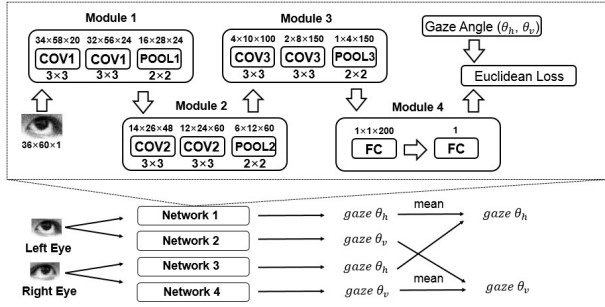 Module 1
34×58×20 32×56×24 16×28×24
COV1 COV1 POOL1
3×3 3×3 2×2
36×60×1
Module 2
14×26×48 12×24×60 6×12×60
COV2 COV2 POOL2
3×3 3×3 2×2
Module 3
4×10×100 2×8×150 1×4×150
COV3 COV3 POOL3
3×3 3×3 2×2
Module 4
1×1×200 1
FC FC
Gaze Angle (θh, θv)
Euclidean Loss
Left Eye
Right Eye
Network 1 gaze θh mean gaze θh
Network 2 gaze θv
Network 3 gaze θh
Network 4 gaze θv mean gaze θv